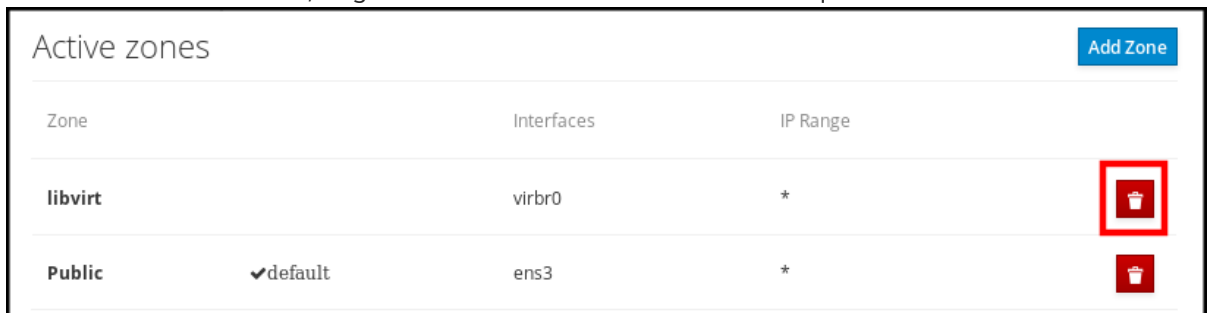 Active zones Add Zone
Zone Interfaces IP Range
libvirt virbr0 *
Public ✔default ens3 *